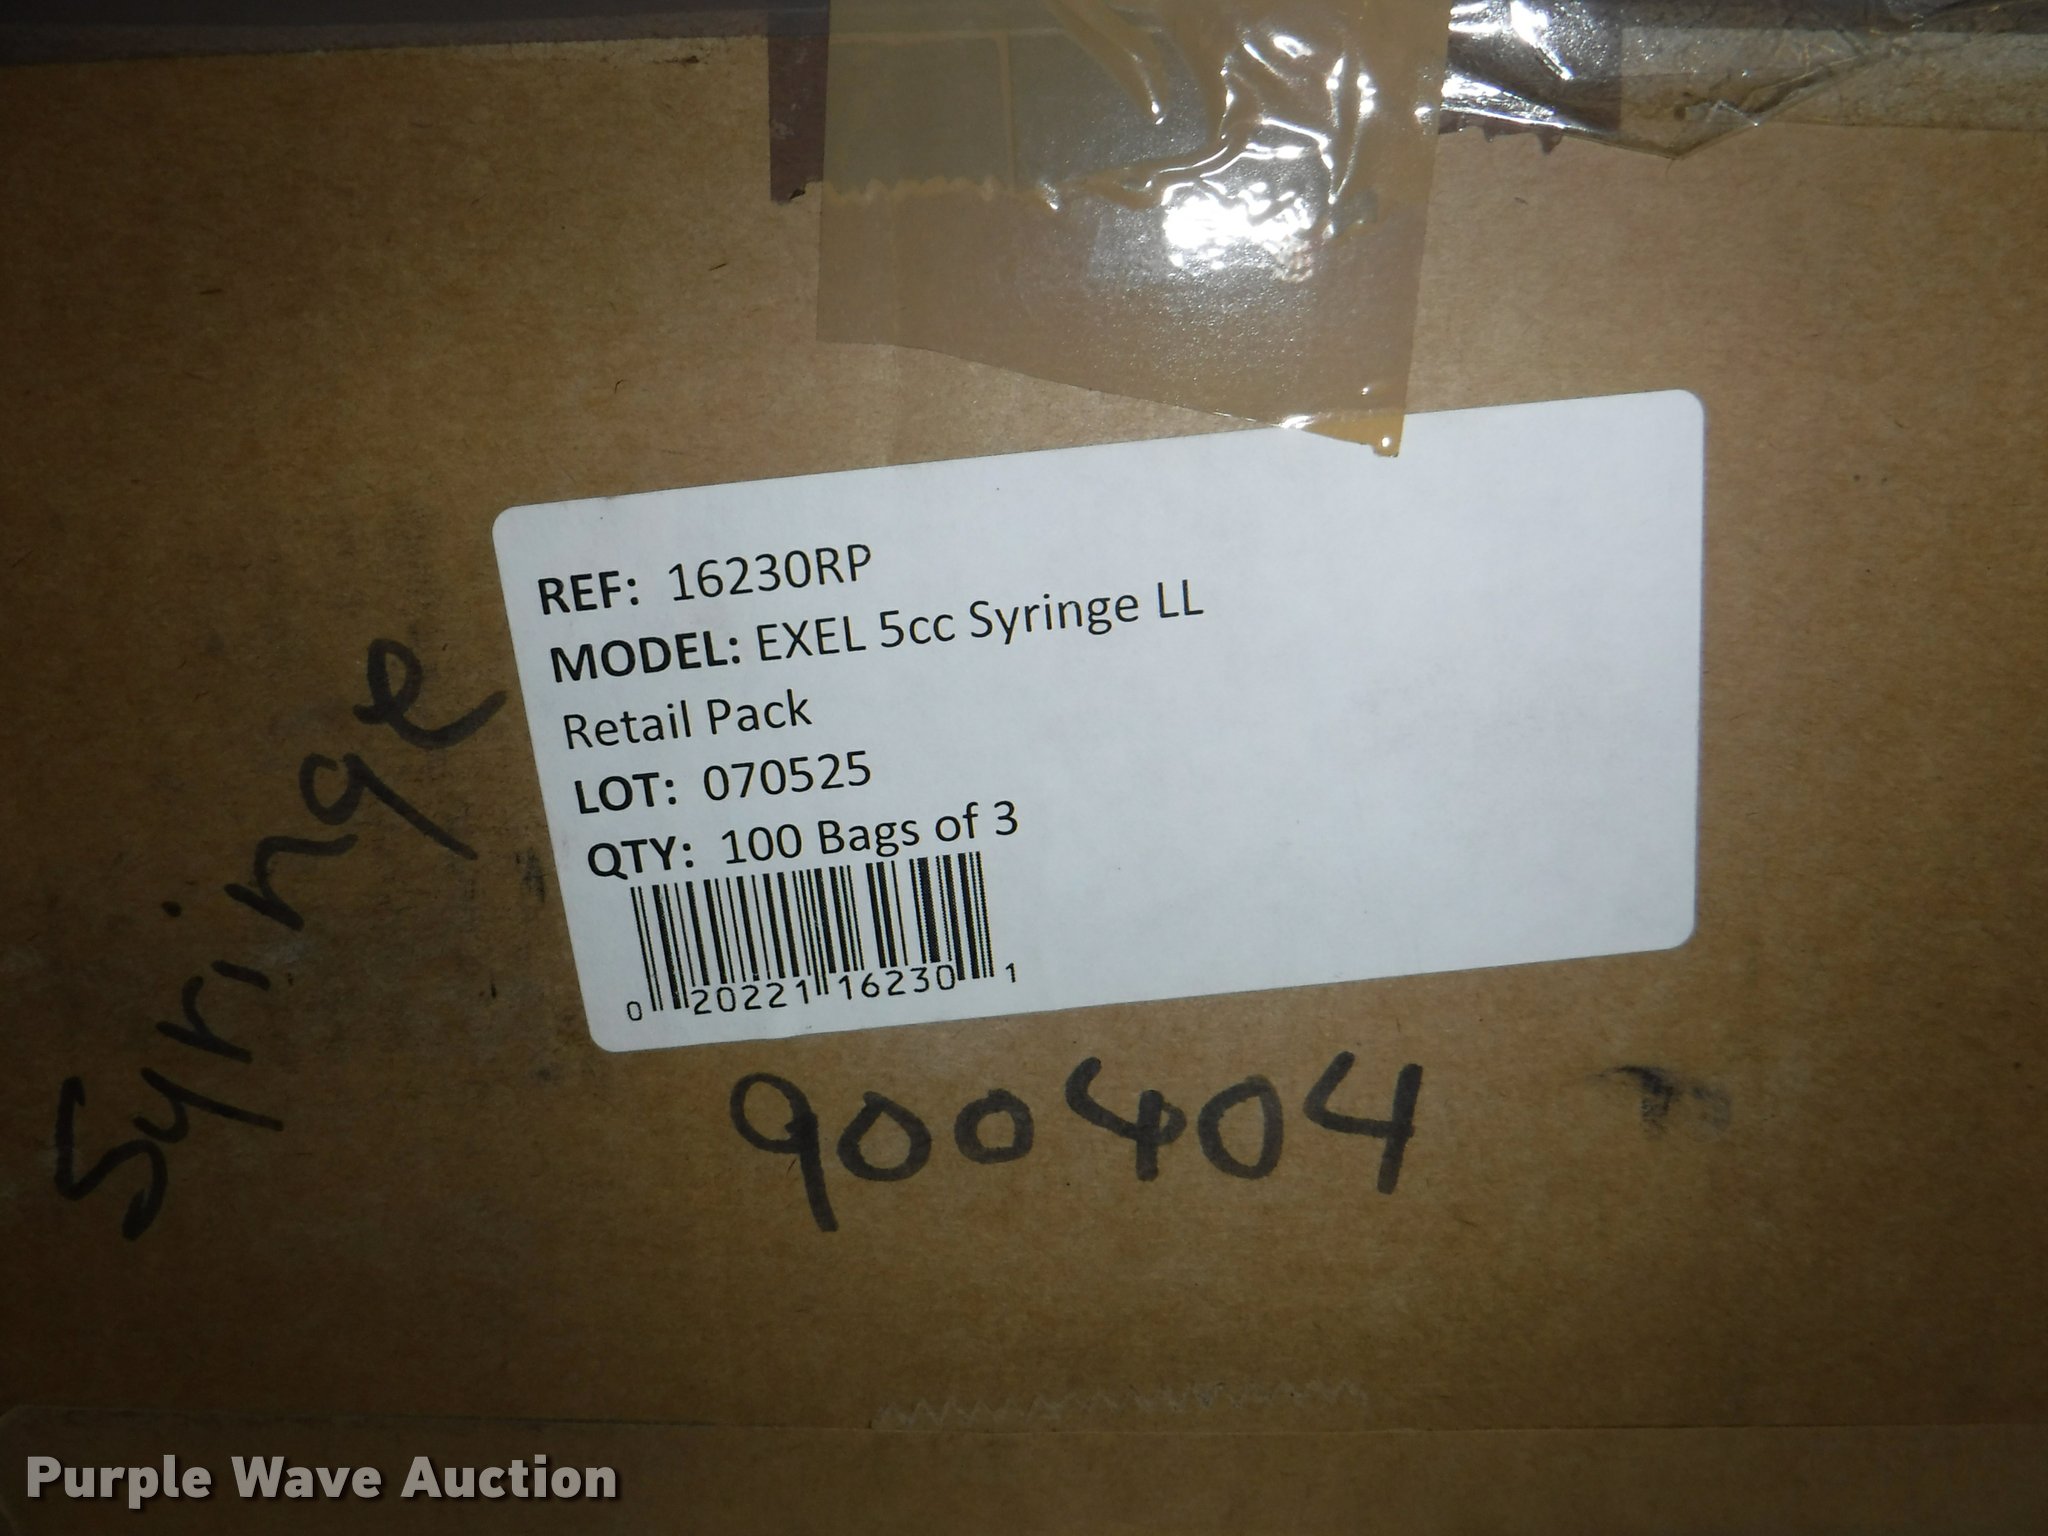 REF: 16230RP
MODEL: EXEL 5cc Syringe LL
Retail Pack
LOT: 070525
QTY: 100 Bags of 3
0 20221 16230 1
Syringe
900404
Purple Wave Auction